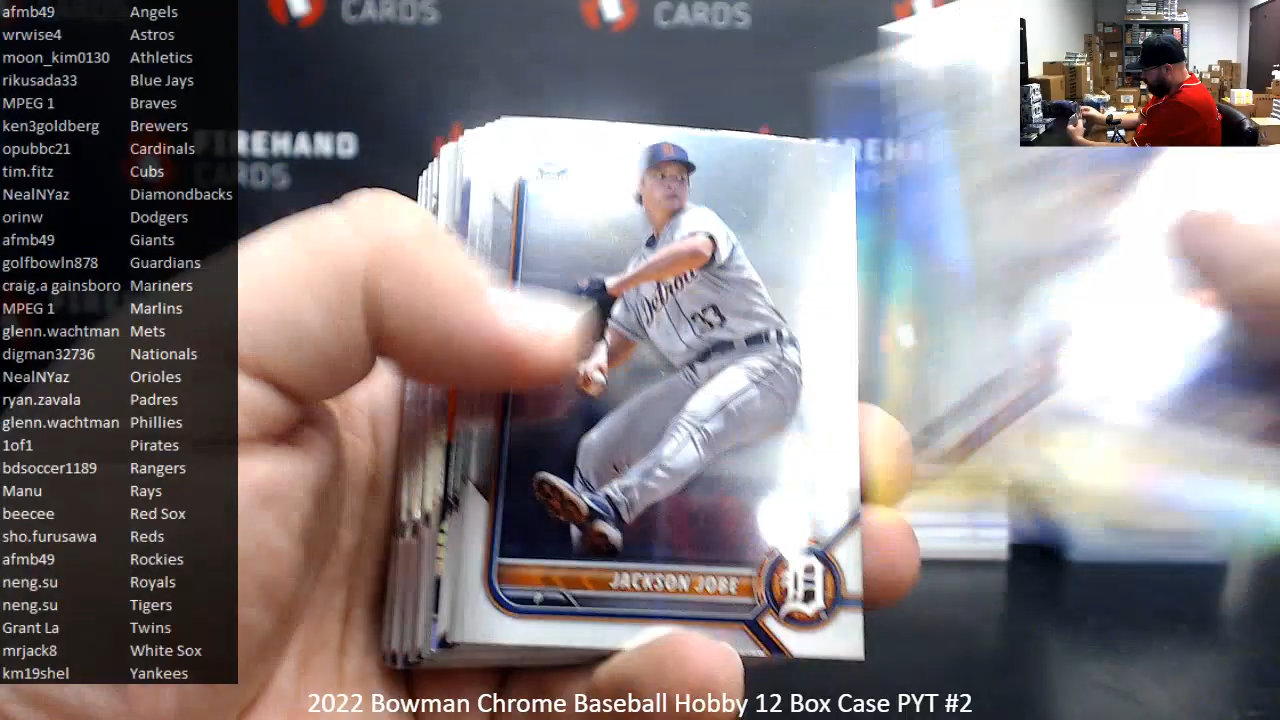 afmb49 Angels
wrwise4 Astros
moon_kim0130 Athletics
rikusada33 Blue Jays
MPEG 1 Braves
ken3goldberg Brewers
opubbc21 Cardinals
tim.fitz Cubs
NealNYaz Diamondbacks
orinw Dodgers
afmb49 Giants
golfbowln878 Guardians
craig.a gainsboro Mariners
MPEG 1 Marlins
glenn.wachtman Mets
digman32736 Nationals
NealNYaz Orioles
ryan.zavala Padres
glenn.wachtman Phillies
1of1 Pirates
bdsoccer1189 Rangers
Manu Rays
beecee Red Sox
sho.furusawa Reds
afmb49 Rockies
neng.su Royals
neng.su Tigers
Grant La Twins
mrjack8 White Sox
km19shel Yankees
CARDS
CARDS
FIREHAND
CARDS
Detroit
33
JACKSON JOBE
P
2022 Bowman Chrome Baseball Hobby 12 Box Case PYT #2